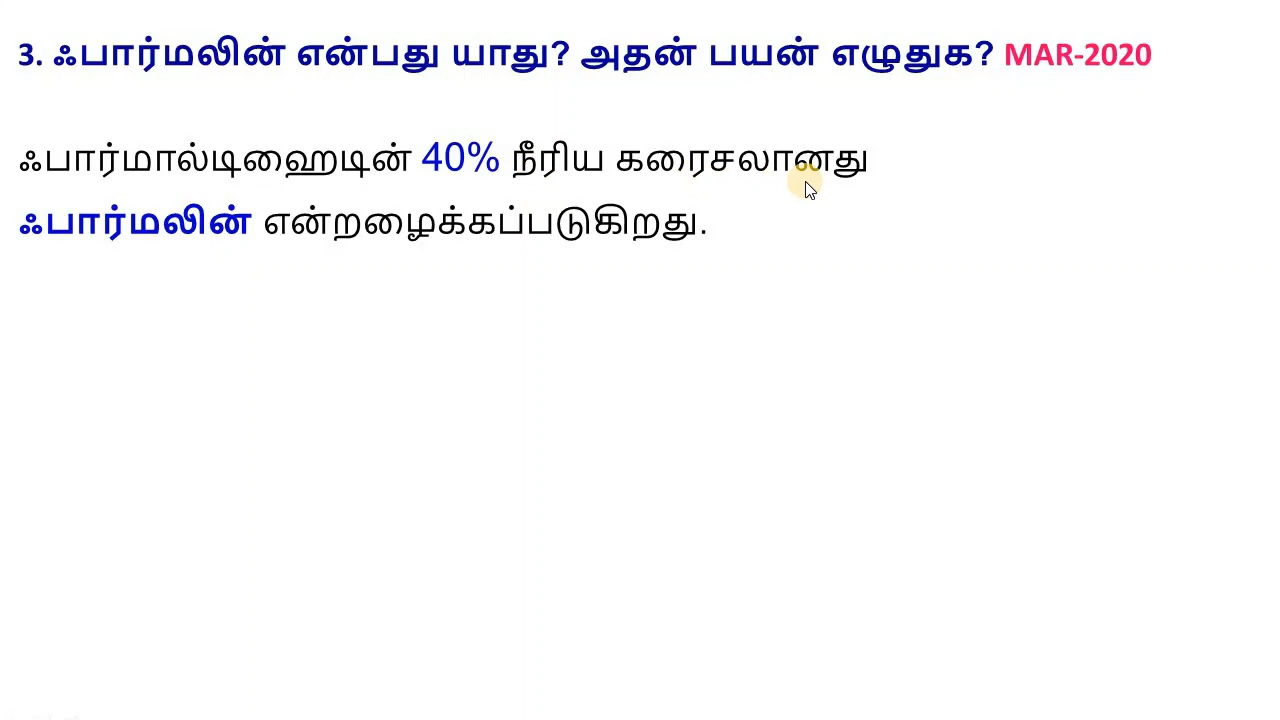 3. ஃபார்மலின் என்பது யாது? அதன் பயன் எழுதுக? MAR-2020
ஃபார்மால்டிஹைடின் 40% நீரிய கரைசலானது
ஃபார்மலின் என்றழைக்கப்படுகிறது.